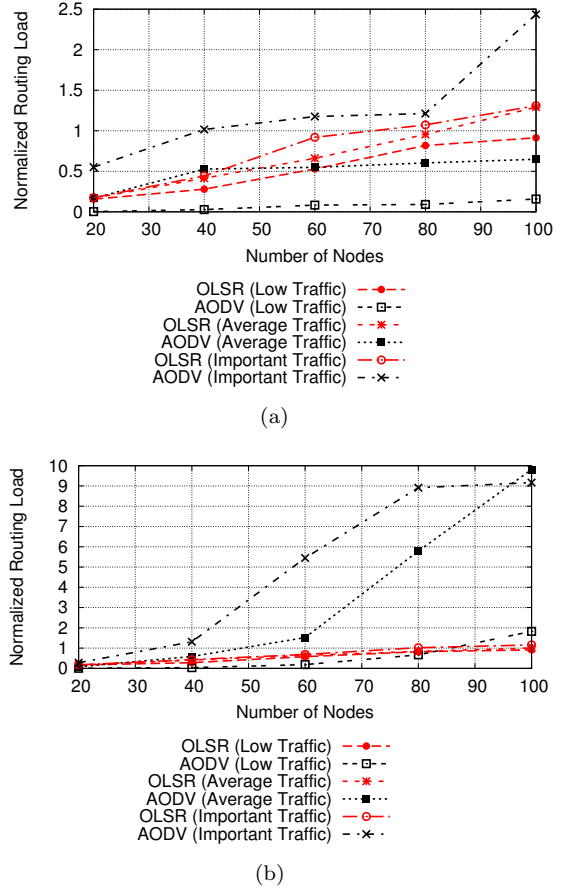 2.5
2
1.5
1
0.5
0
Normalized Routing Load
20 30 40 50 60 70 80 90 100
Number of Nodes
OLSR (Low Traffic)
AODV (Low Traffic)
OLSR (Average Traffic)
AODV (Average Traffic)
OLSR (Important Traffic)
AODV (Important Traffic)
(a)
10
9
8
7
6
5
4
3
2
1
0
Normalized Routing Load
20 30 40 50 60 70 80 90 100
Number of Nodes
OLSR (Low Traffic)
AODV (Low Traffic)
OLSR (Average Traffic)
AODV (Average Traffic)
OLSR (Important Traffic)
AODV (Important Traffic)
(b)